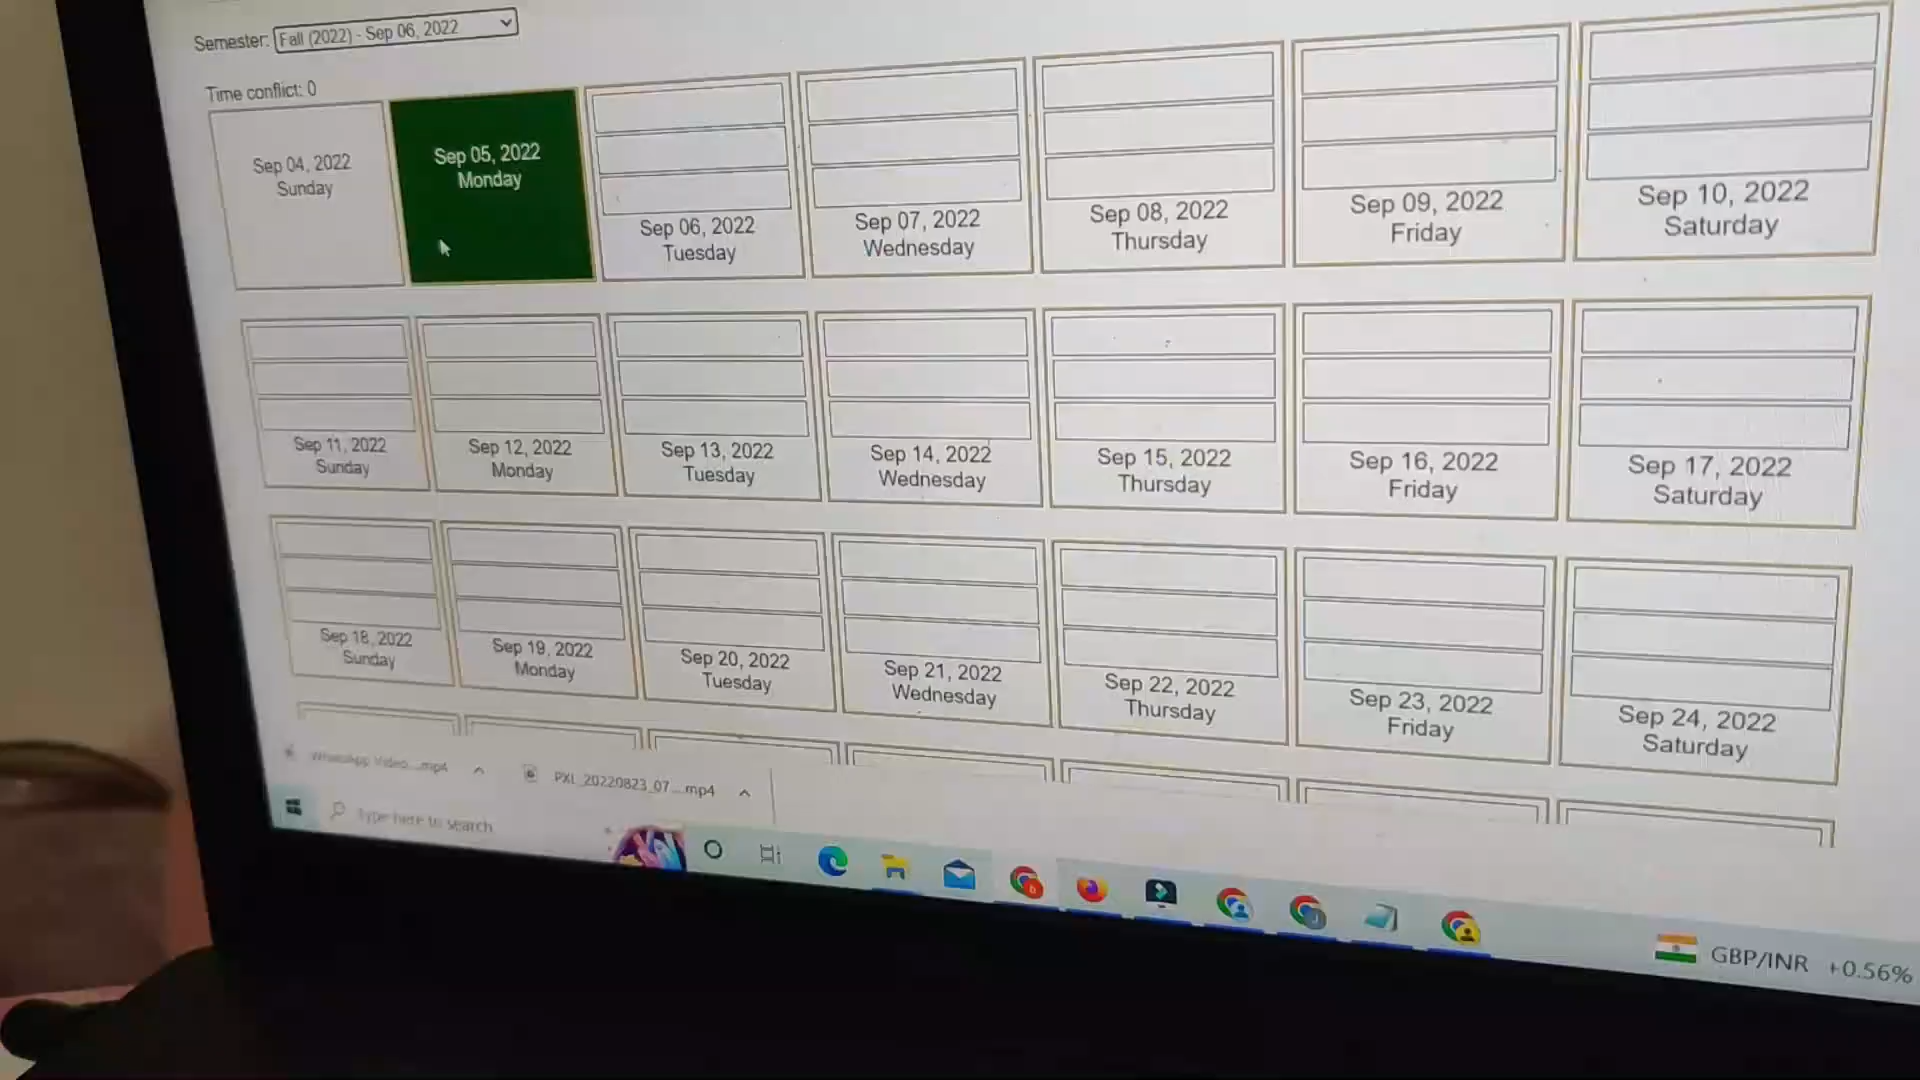 Semester: Fall (2022) - Sep 06, 2022
Time conflict: 0
Sep 04, 2022
Sunday
Sep 05, 2022
Monday
Sep 06, 2022
Tuesday
Sep 07, 2022
Wednesday
Sep 08, 2022
Thursday
Sep 09, 2022
Friday
Sep 10, 2022
Saturday
Sep 11, 2022
Sunday
Sep 12, 2022
Monday
Sep 13, 2022
Tuesday
Sep 14, 2022
Wednesday
Sep 15, 2022
Thursday
Sep 16, 2022
Friday
Sep 17, 2022
Saturday
Sep 18, 2022
Sunday
Sep 19, 2022
Monday
Sep 20, 2022
Tuesday
Sep 21, 2022
Wednesday
Sep 22, 2022
Thursday
Sep 23, 2022
Friday
Sep 24, 2022
Saturday
WhatsApp Video....mp4
PXL_20220823_07....mp4
Type here to search
GBP/INR +0.56%